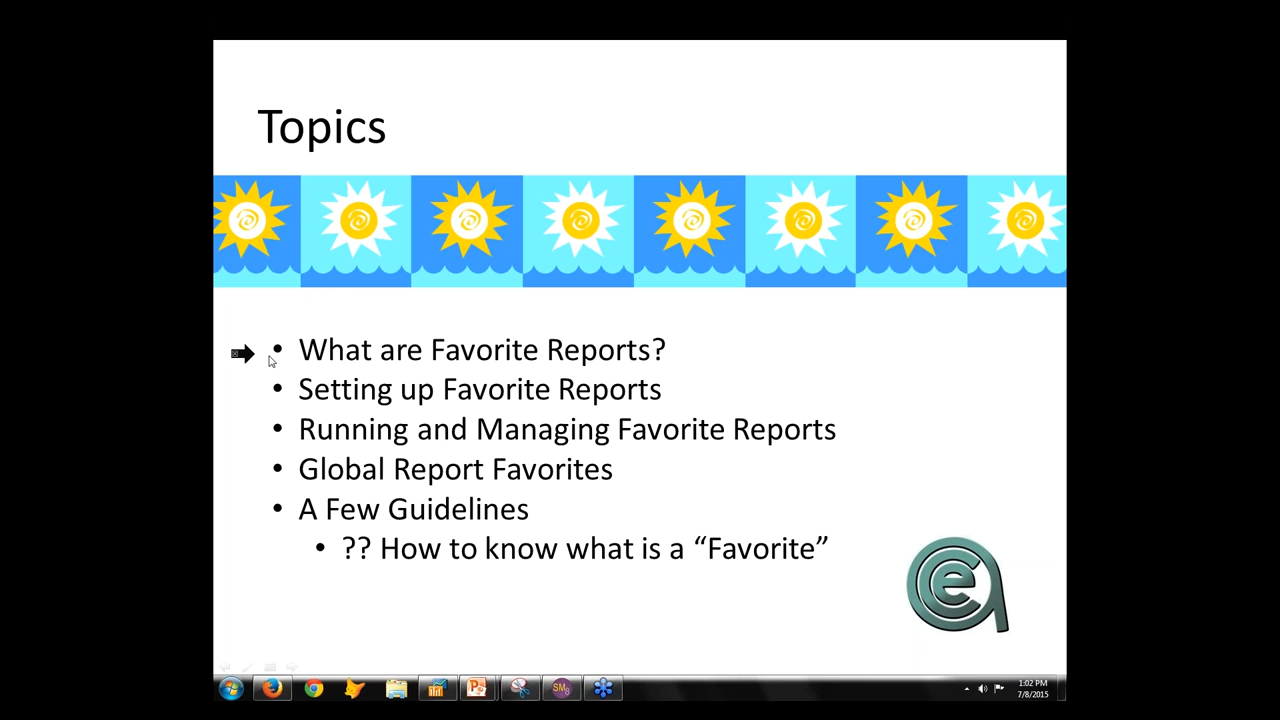 Topics
• What are Favorite Reports?
• Setting up Favorite Reports
• Running and Managing Favorite Reports
• Global Report Favorites
• A Few Guidelines
• ?? How to know what is a “Favorite”
e
SM8
1:02 PM
7/8/2015